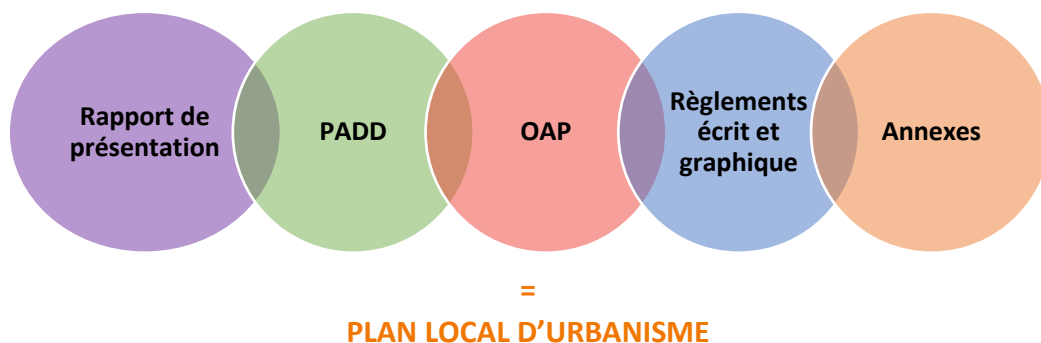 Rapport de
présentation
PADD
OAP
Règlements
écrit et
graphique
Annexes
=
PLAN LOCAL D’URBANISME